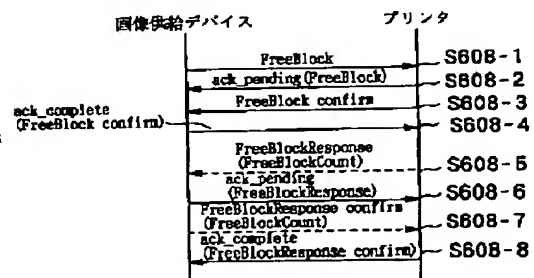 画像供給デバイス
プリンタ
FreeBlock
S608-1
ack_pending(FreeBlock)
S608-2
FreeBlock confirm
S608-3
ack_complete
(FreeBlock confirm)
S608-4
FreeBlockResponse
(FreeBlockCount)
S608-5
ack_pending
(FreeBlockResponse)
S608-6
FreeBlockResponse confirm
(FreeBlockCount)
S608-7
ack_complete
(FreeBlockResponse confirm)
S608-8